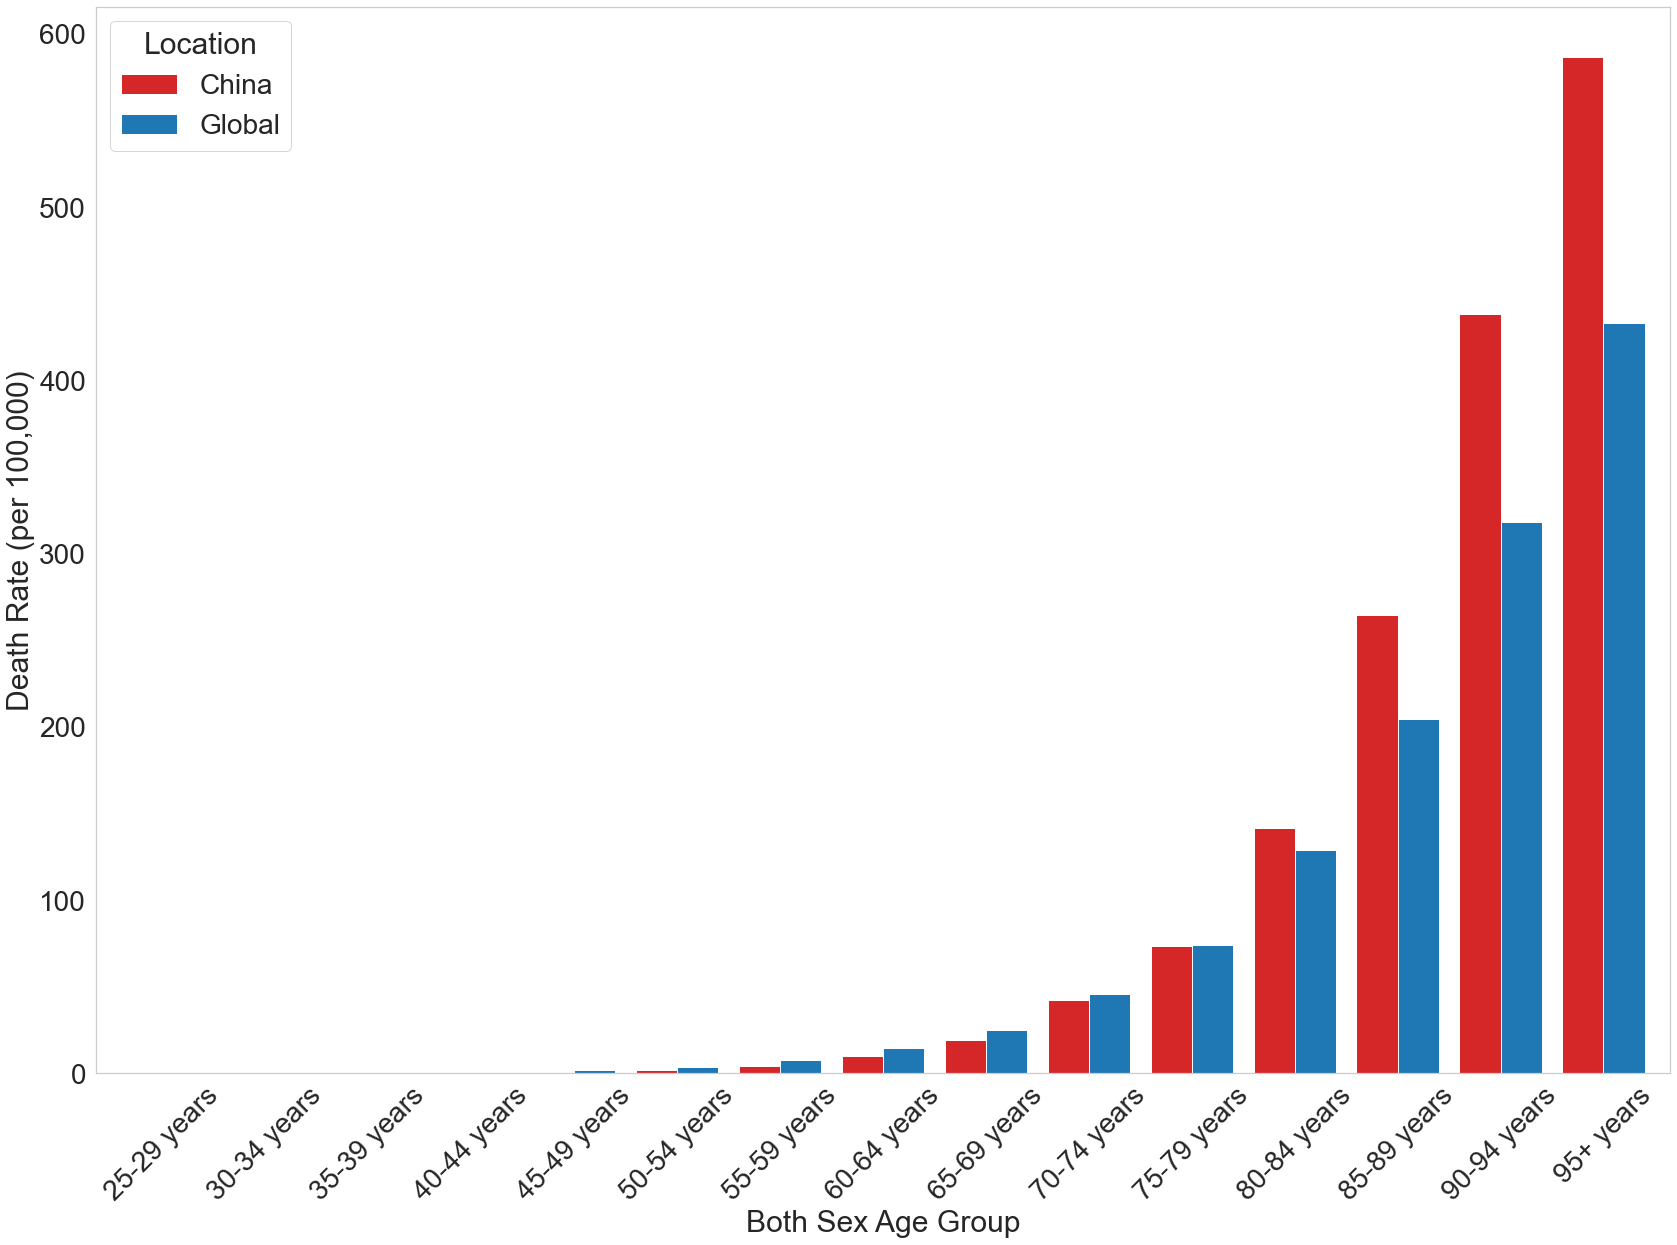 Location
China
Global
Death Rate (per 100,000)
600
500
400
300
200
100
0
25-29 years
30-34 years
35-39 years
40-44 years
45-49 years
50-54 years
55-59 years
60-64 years
65-69 years
70-74 years
75-79 years
80-84 years
85-89 years
90-94 years
95+ years
Both Sex Age Group